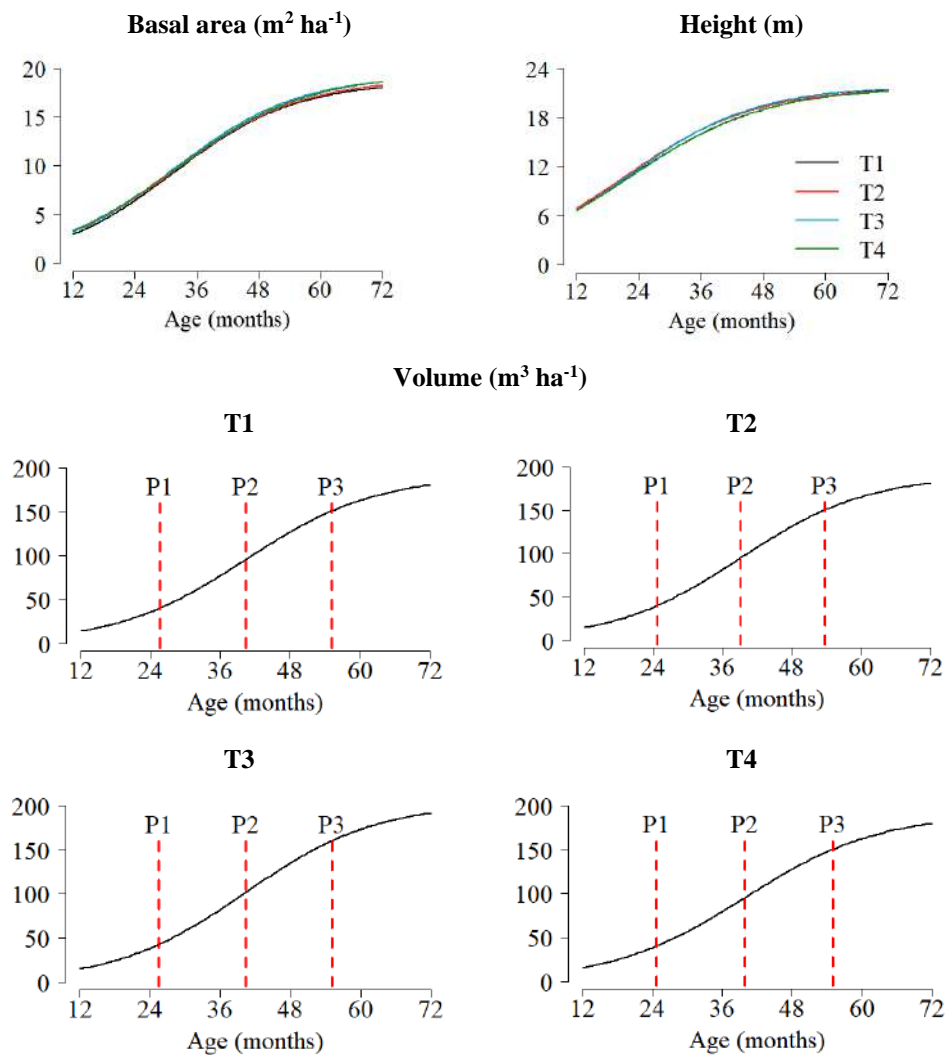 Basal area (m² ha⁻¹)
Height (m)
20
15
10
5
0
12 24 36 48 60 72
Age (months)
24
18
12
6
0
T1
T2
T3
T4
12 24 36 48 60 72
Age (months)
Volume (m³ ha⁻¹)
T1
200
150
100
50
0
P1 P2 P3
12 24 36 48 60 72
Age (months)
T2
200
150
100
50
0
P1 P2 P3
12 24 36 48 60 72
Age (months)
T3
200
150
100
50
0
P1 P2 P3
12 24 36 48 60 72
Age (months)
T4
200
150
100
50
0
P1 P2 P3
12 24 36 48 60 72
Age (months)